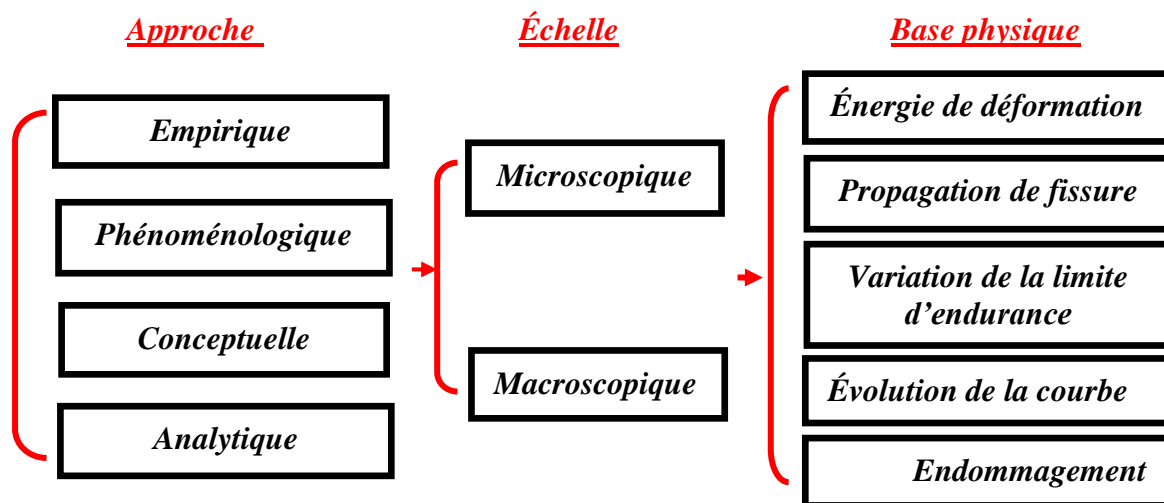 Approche
Échelle
Base physique
Empirique
Phénoménologique
Conceptuelle
Analytique
Microscopique
Macroscopique
Énergie de déformation
Propagation de fissure
Variation de la limite
d’endurance
Évolution de la courbe
Endommagement